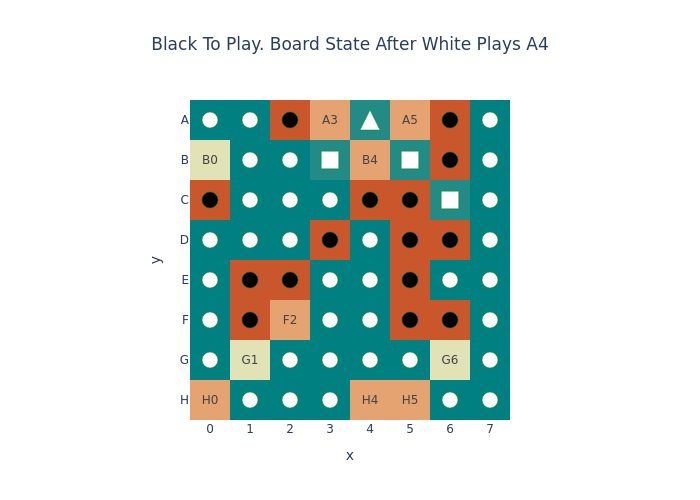 Black To Play. Board State After White Plays A4
A A3 A5
B B0 B4
C
D
E
F F2
G G1 G6
H H0 H4 H5
0 1 2 3 4 5 6 7
x
y